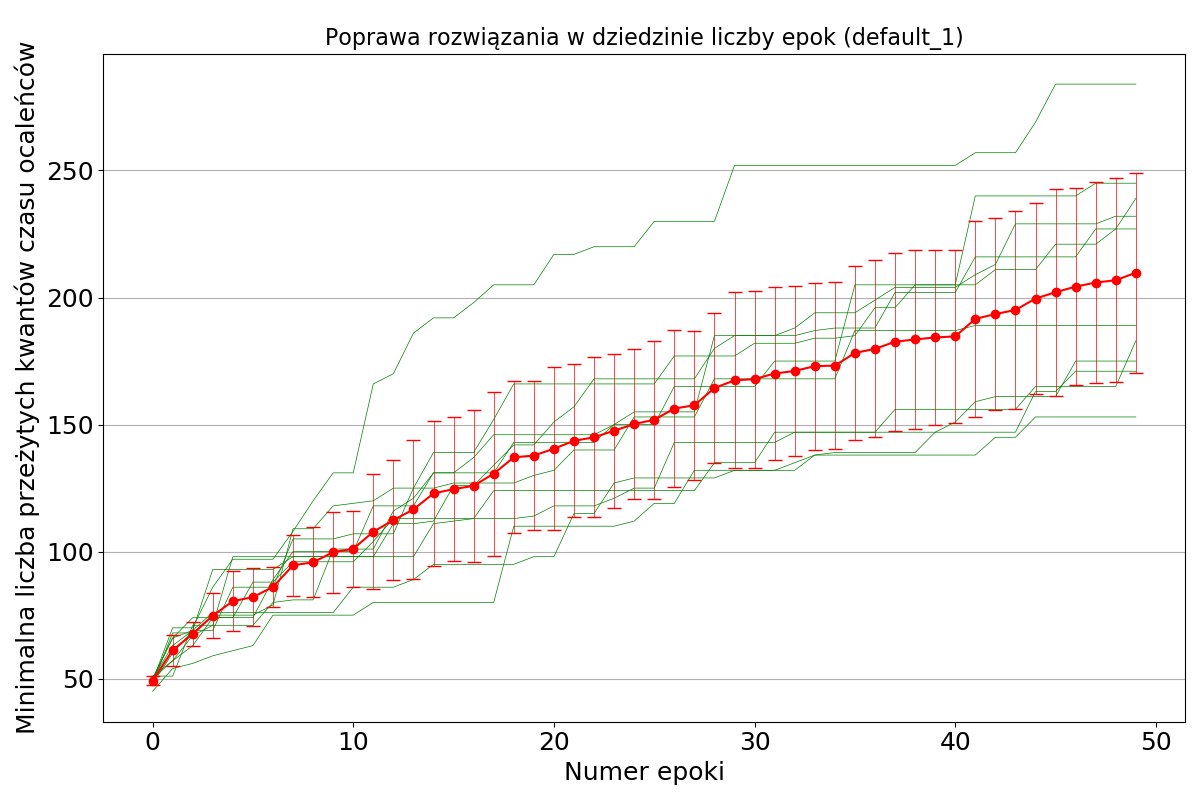 Poprawa rozwiązania w dziedzinie liczby epok (default_1)
Minimalna liczba przeżytych kwantów czasu ocaleńców
250
200
150
100
50
0 10 20 30 40 50
Numer epoki